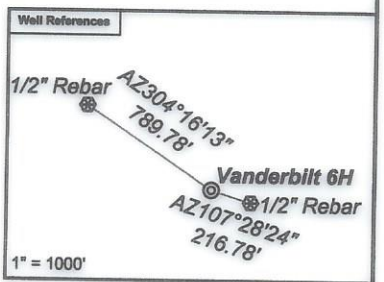 Well References
1/2" Rebar
AZ304°16'13"
789.78'
Vanderbilt 6H
1/2" Rebar
AZ107°28'24"
216.78'
1" = 1000'